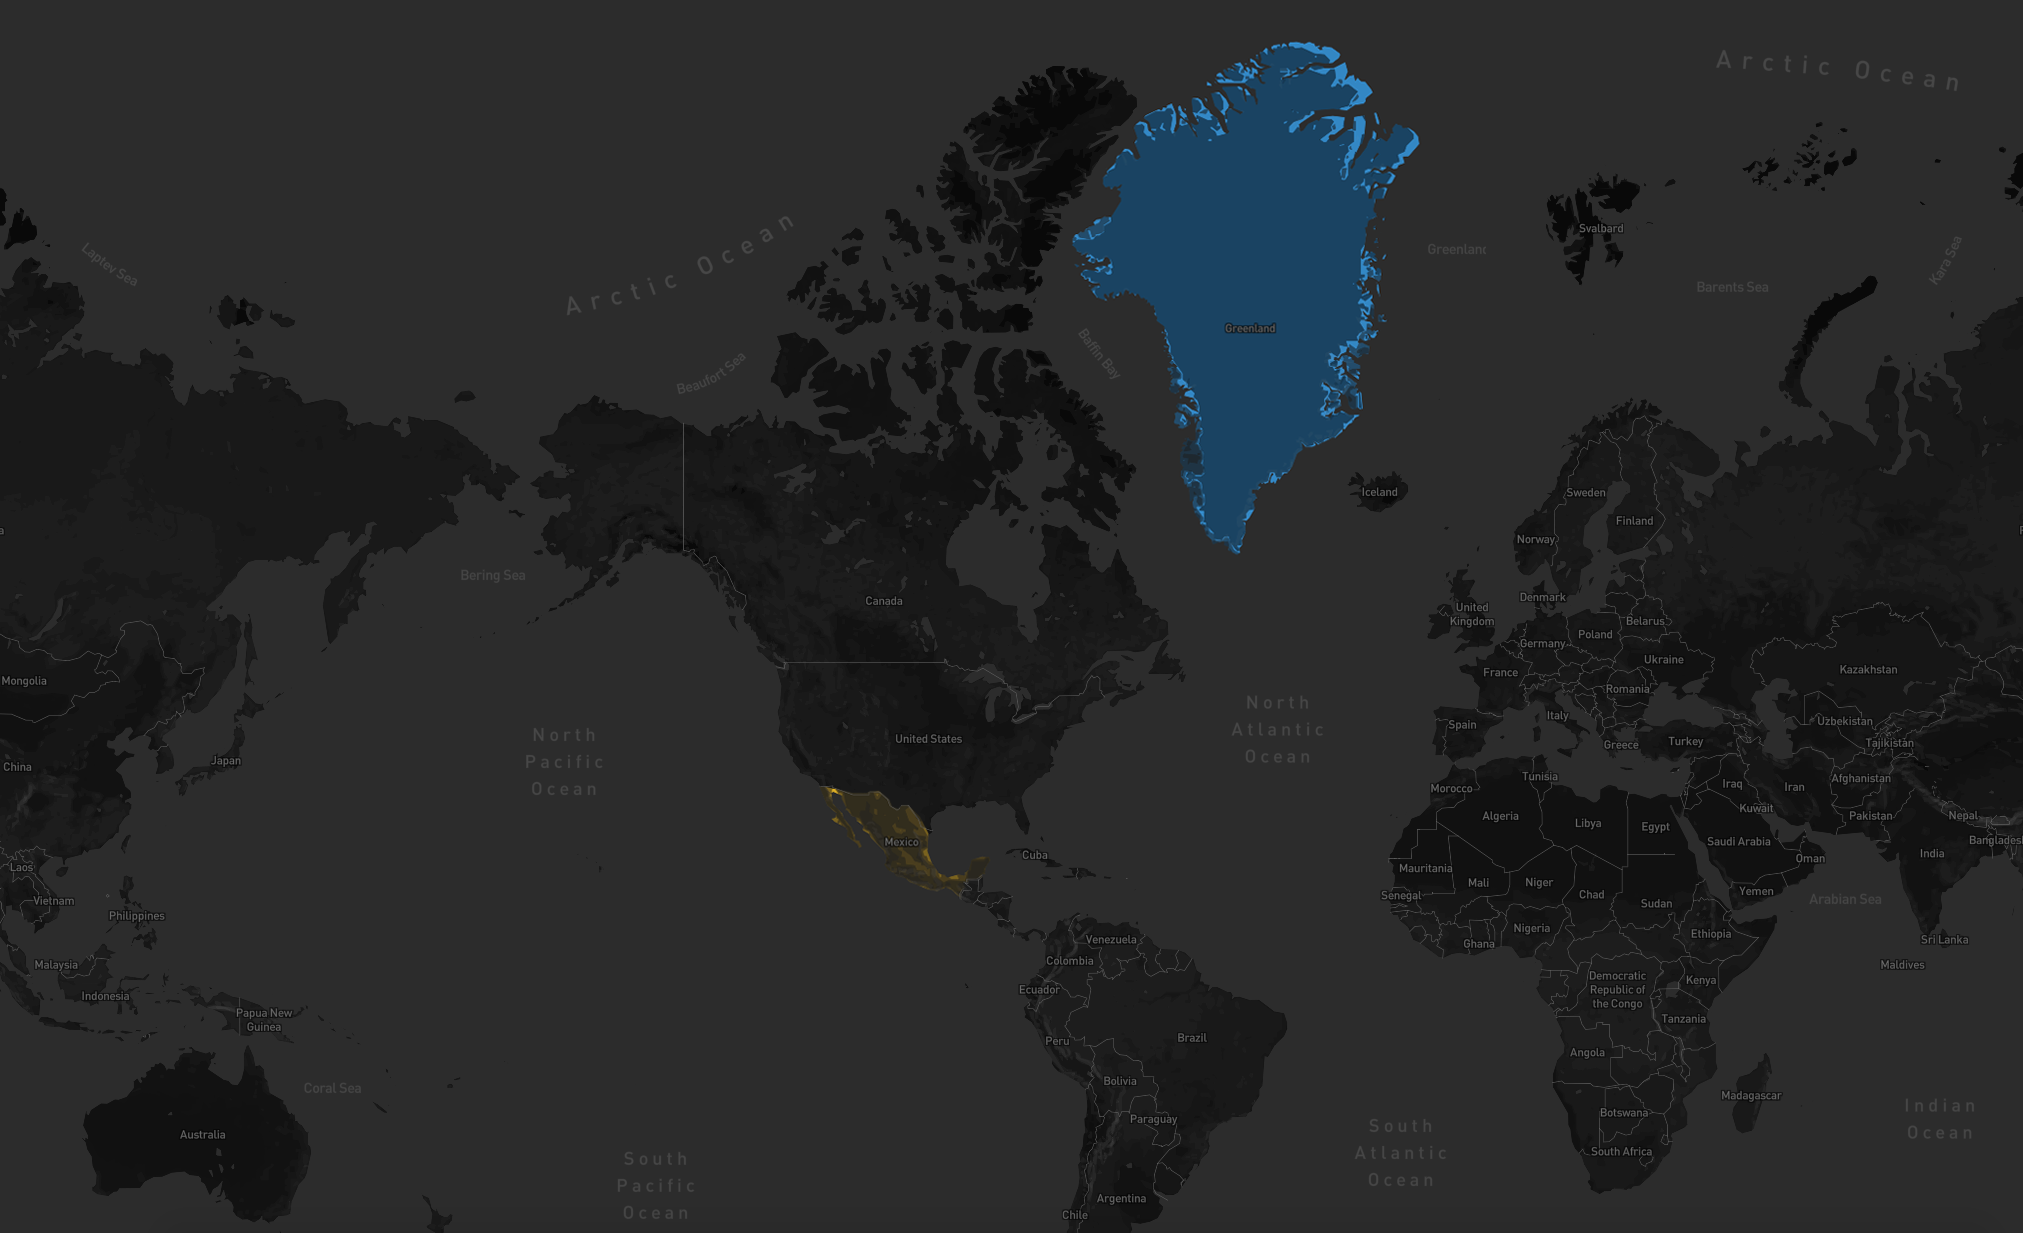 Arctic Ocean
Arctic Ocean
Laptev Sea
Svalbard
Greenland
Kara Sea
Barents Sea
Greenland
Baffin Bay
Beaufort Sea
Iceland
Sweden
Finland
Norway
Bering Sea
Canada
Denmark
United
Kingdom
Belarus
Poland
Germany
Ukraine
France
Kazakhstan
Mongolia
Romania
North
Atlantic
Ocean
Italy
Spain
Uzbekistan
North
Pacific
Ocean
United States
Greece
Turkey
Tajikistan
Japan
China
Tunisia
Morocco
Iraq
Iran
Afghanistan
Kuwait
Algeria
Libya
Egypt
Pakistan
Nepal
Mexico
Saudi Arabia
Bangladesh
Cuba
India
Oman
Laos
Mauritania
Mali
Niger
Chad
Yemen
Senegal
Arabian Sea
Vietnam
Sudan
Philippines
Nigeria
Ethiopia
Venezuela
Ghana
Sri Lanka
Colombia
Malaysia
Maldives
Democratic
Republic of
the Congo
Kenya
Ecuador
Indonesia
Papua New
Guinea
Tanzania
Peru
Brazil
Angola
Bolivia
Coral Sea
Madagascar
Indian
Ocean
Botswana
Paraguay
South
Atlantic
Ocean
Australia
South Africa
South
Pacific
Ocean
Argentina
Chile